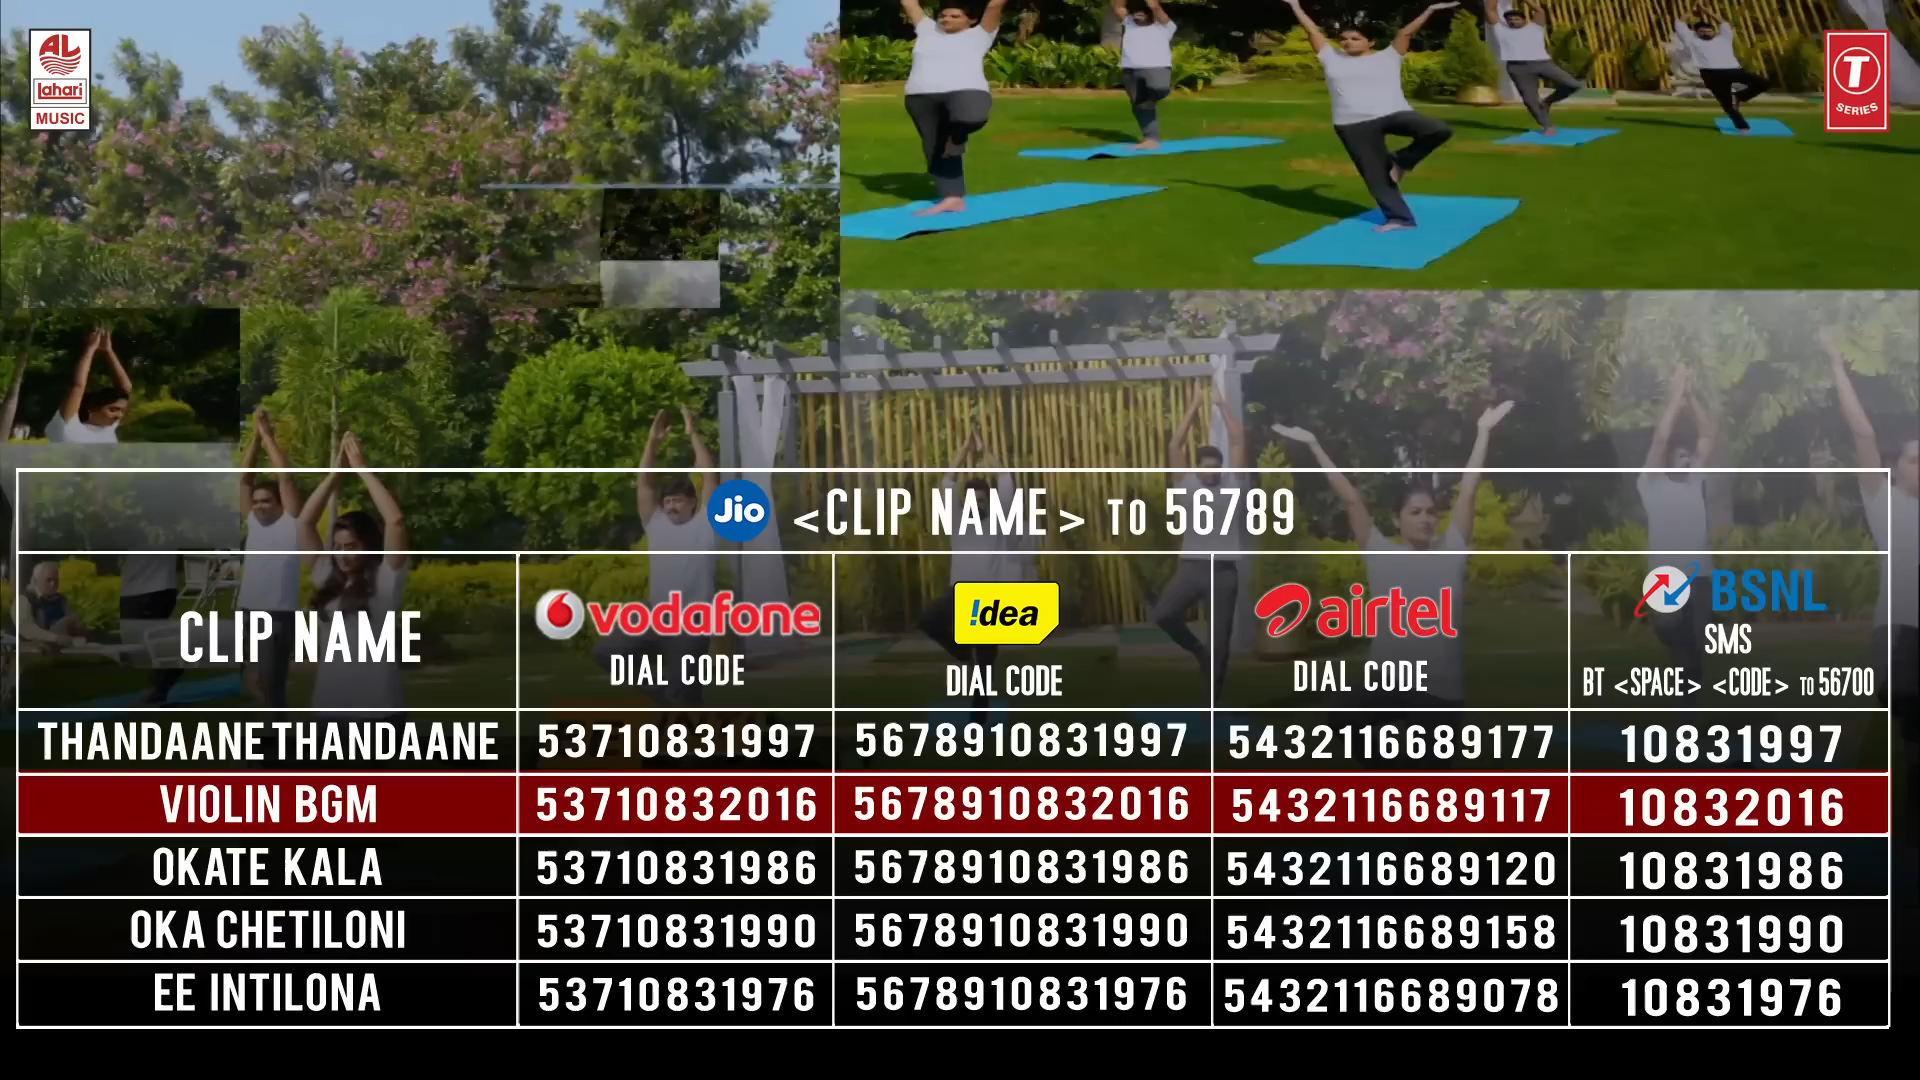 AL
lahari
MUSIC
T
SERIES
Jio <CLIP NAME> TO 56789
CLIP NAME
vodafone
DIAL CODE
!dea
DIAL CODE
airtel
DIAL CODE
BSNL
SMS
BT <SPACE> <CODE> TO 56700
THANDAANE THANDAANE 53710831997 5678910831997 5432116689177 10831997
VIOLIN BGM 53710832016 5678910832016 5432116689117 10832016
OKATE KALA 53710831986 5678910831986 5432116689120 10831986
OKA CHETILONI 53710831990 5678910831990 5432116689158 10831990
EE INTILONA 53710831976 5678910831976 5432116689078 10831976